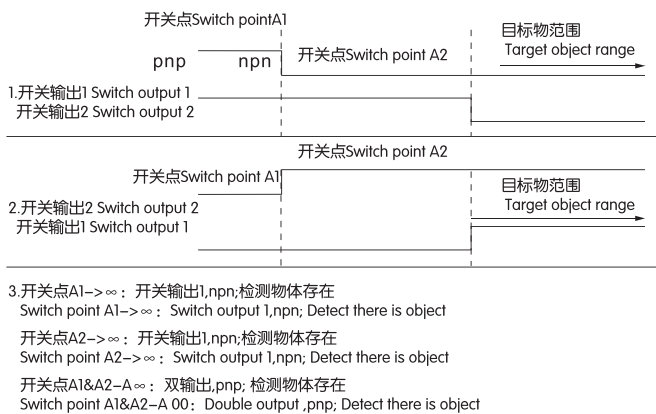 开关点Switch pointA1
目标物范围
开关点Switch point A2
Target object range
pnp npn
1.开关输出1 Switch output 1
开关输出2 Switch output 2
开关点Switch point A2
开关点Switch point A1
目标物范围
2.开关输出2 Switch output 2
Target object range
开关输出1 Switch output 1
3.开关点A1->∞：开关输出1,npn;检测物体存在
Switch point A1->∞：Switch output 1,npn; Detect there is object
开关点A2->∞：开关输出1,npn;检测物体存在
Switch point A2->∞：Switch output 1,npn; Detect there is object
开关点A1&A2-A∞：双输出,pnp; 检测物体存在
Switch point A1&A2-A 00：Double output ,pnp; Detect there is object